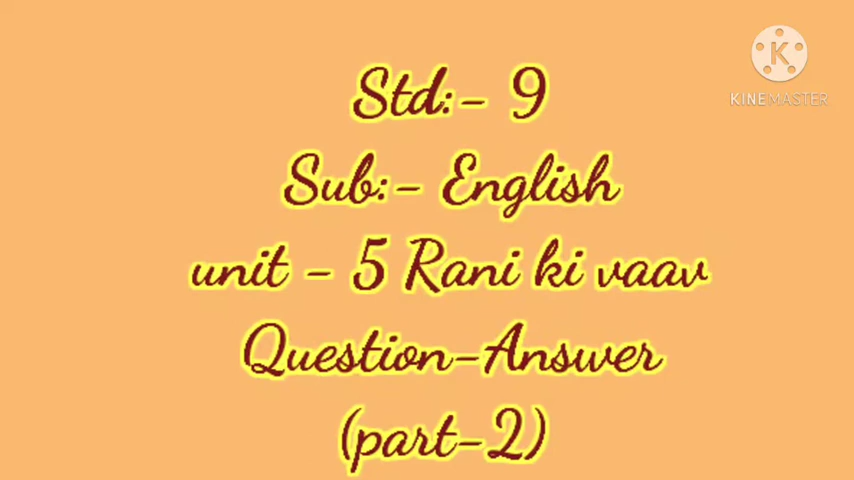 Std:- 9
KINEMASTER
Sub:- English
unit - 5 Rani ki vaav
Question-Answer
(part-2)